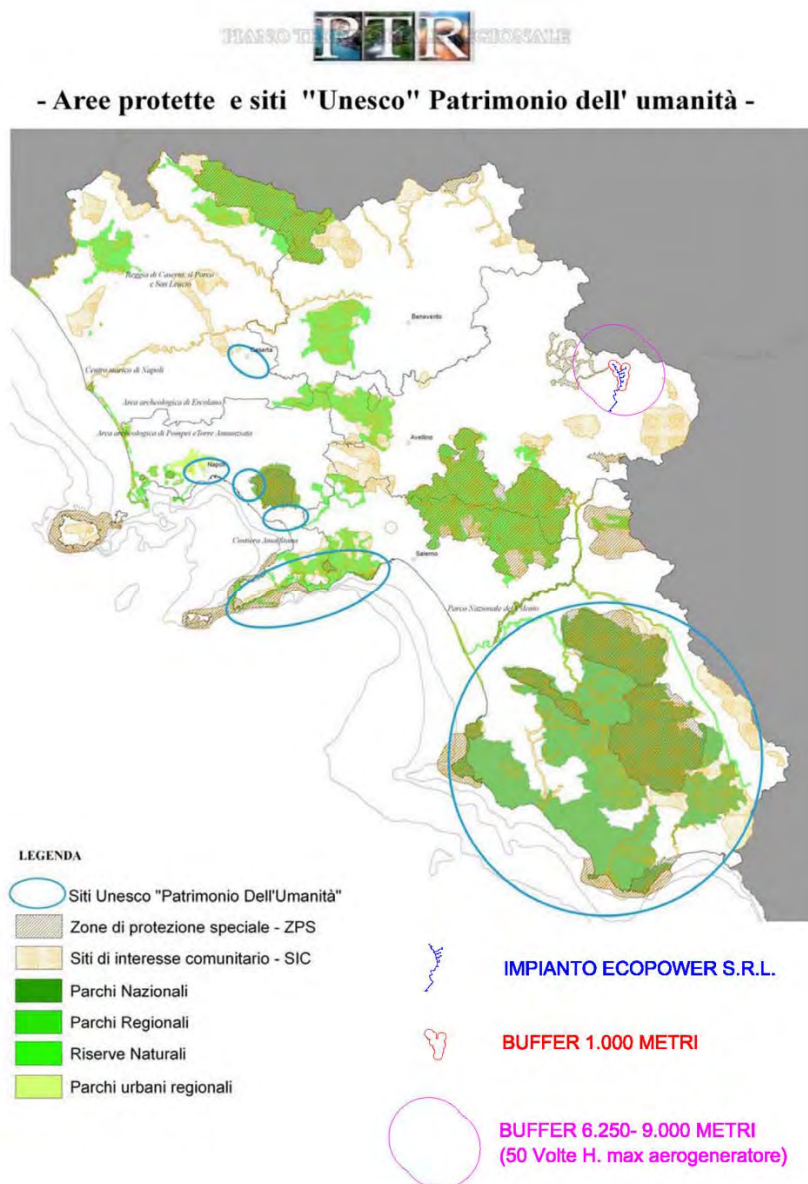 PIANO TERRITORIALE REGIONALE
PTR
- Aree protette e siti "Unesco" Patrimonio dell' umanità -
Reggia di Caserta, il Parco
e San Leucio
Benevento
Caserta
Centro storico di Napoli
Area archeologica di Ercolano
Area archeologica di Pompei eTorre Annunziata
Avellino
Napoli
Costiera Amalfitana
Salerno
Parco Nazionale del Cilento
LEGENDA
Siti Unesco "Patrimonio Dell'Umanità"
Zone di protezione speciale - ZPS
Siti di interesse comunitario - SIC
Parchi Nazionali
Parchi Regionali
Riserve Naturali
Parchi urbani regionali
IMPIANTO ECOPOWER S.R.L.
BUFFER 1.000 METRI
BUFFER 6.250- 9.000 METRI
(50 Volte H. max aerogeneratore)